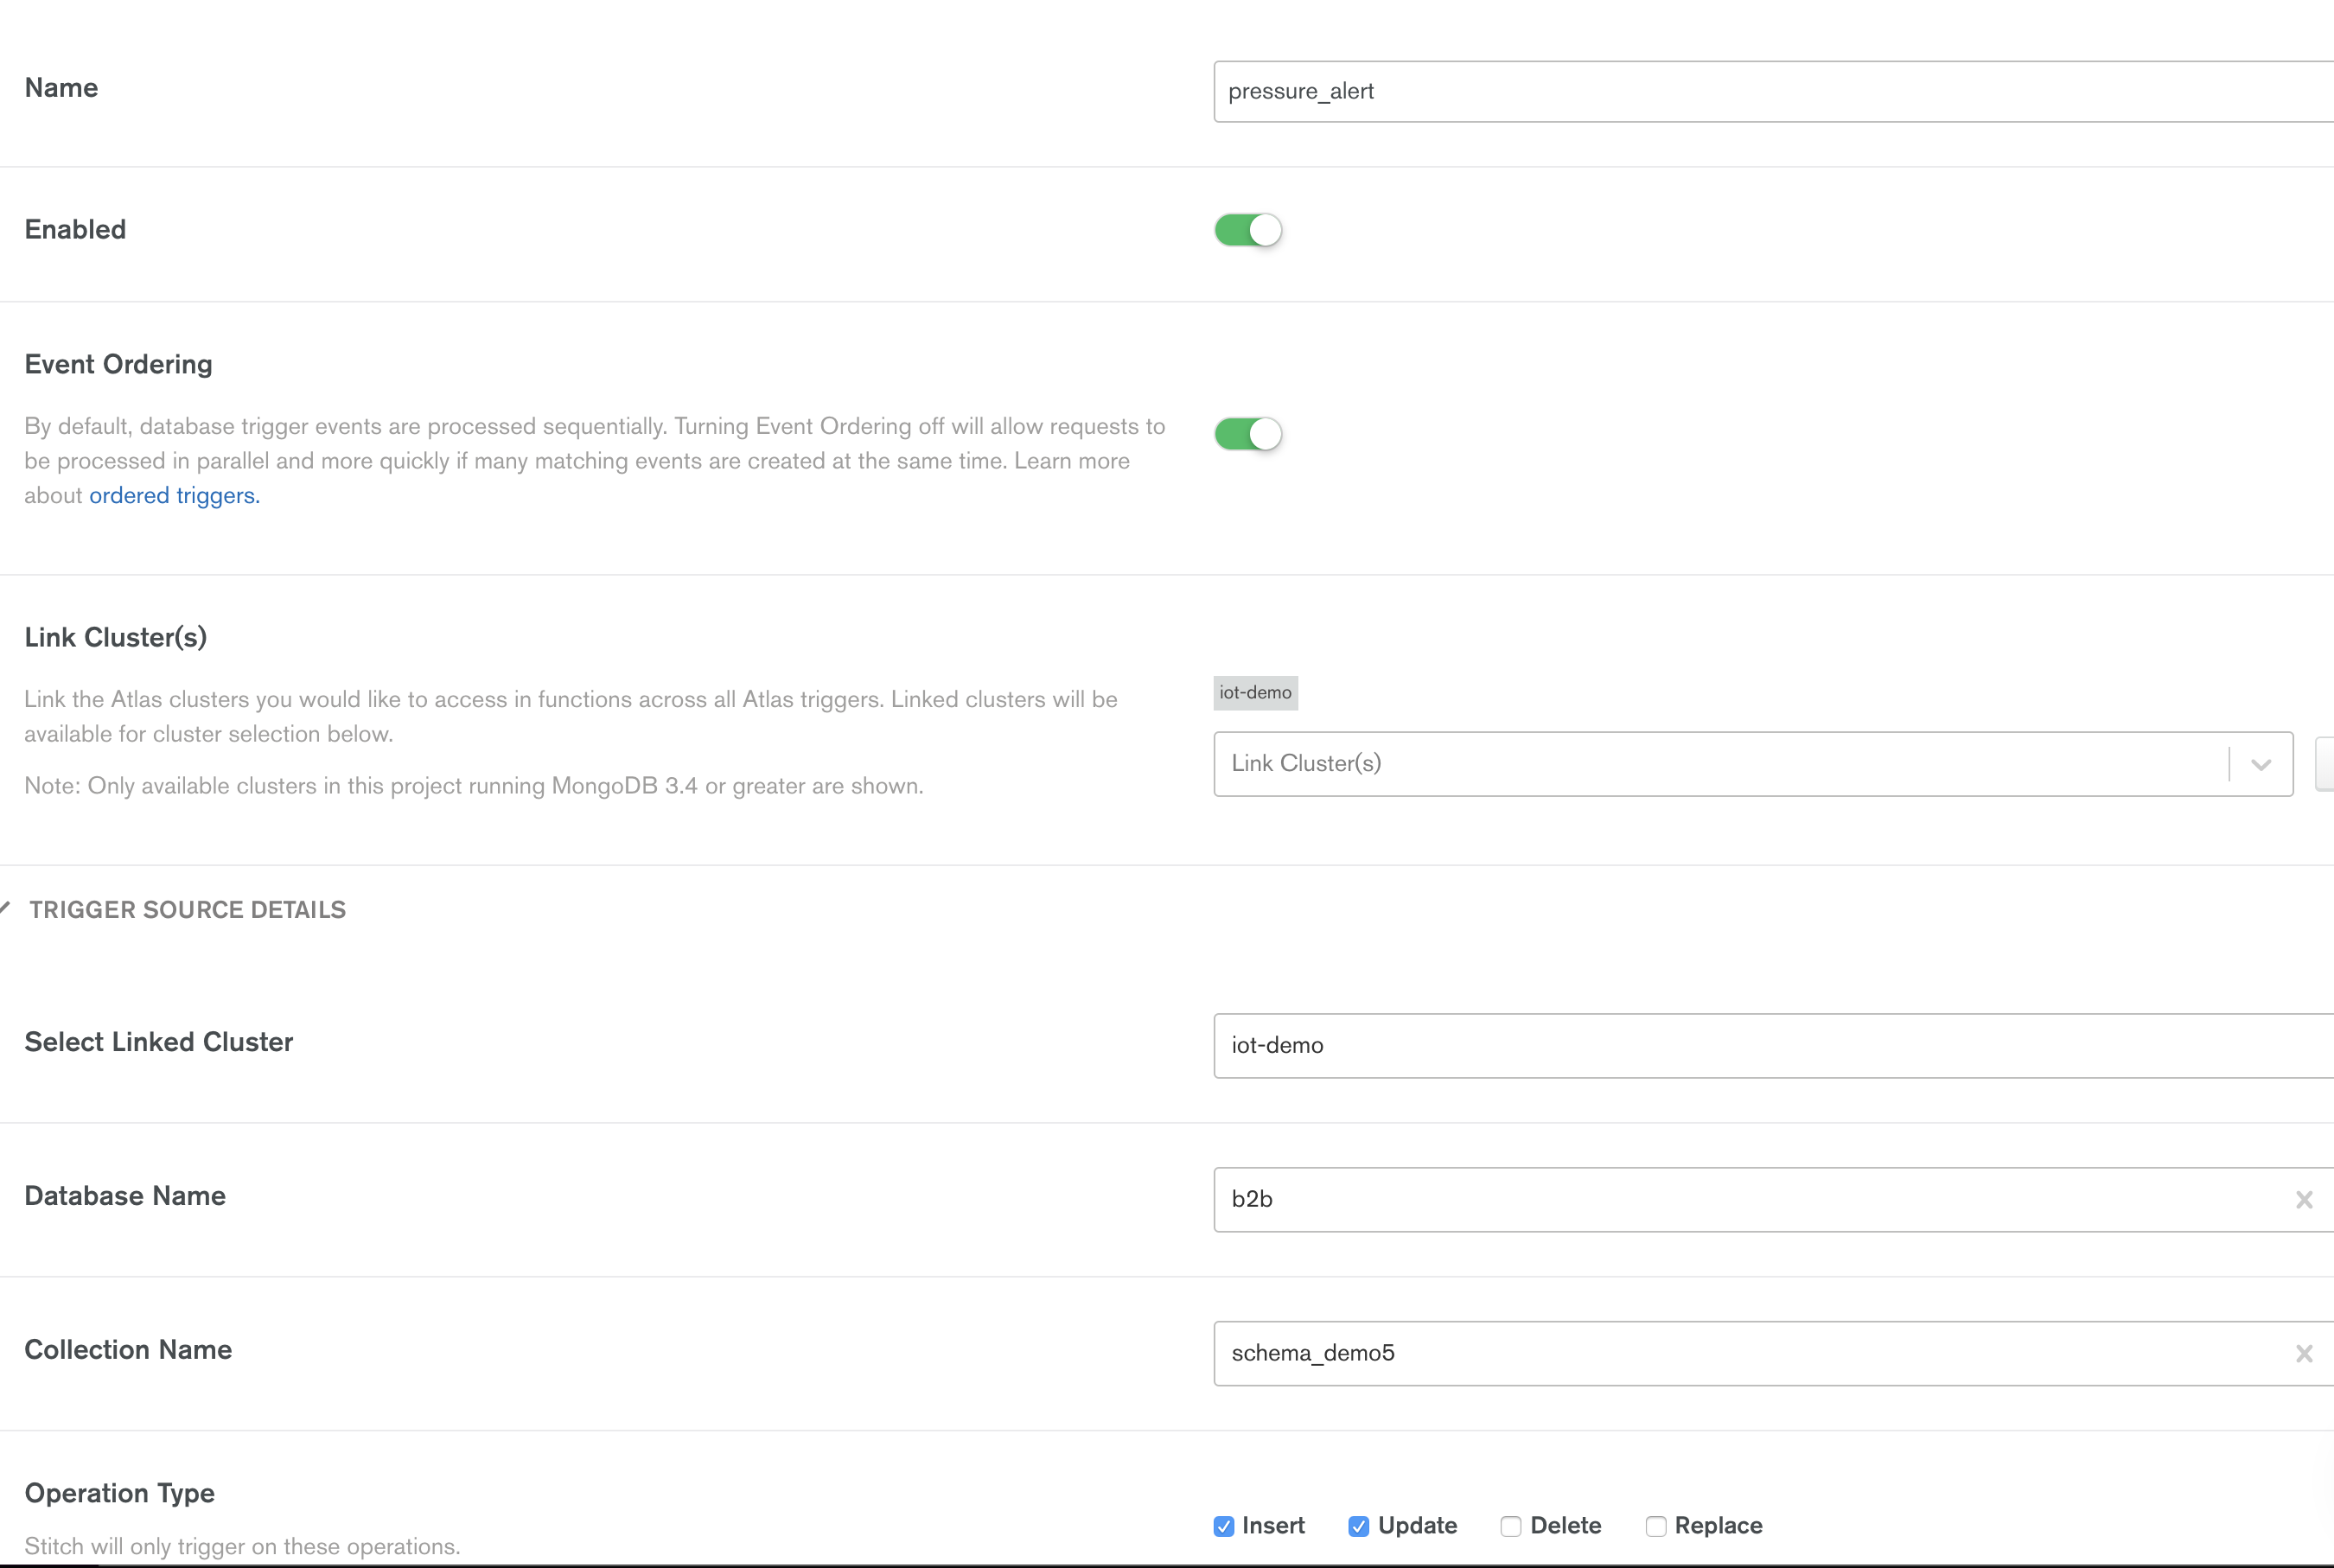 Name
pressure_alert
Enabled
Event Ordering
By default, database trigger events are processed sequentially. Turning Event Ordering off will allow requests to
be processed in parallel and more quickly if many matching events are created at the same time. Learn more
about ordered triggers.
Link Cluster(s)
Link the Atlas clusters you would like to access in functions across all Atlas triggers. Linked clusters will be
available for cluster selection below.
Note: Only available clusters in this project running MongoDB 3.4 or greater are shown.
iot-demo
Link Cluster(s)
TRIGGER SOURCE DETAILS
Select Linked Cluster
iot-demo
Database Name
b2b
Collection Name
schema_demo5
Operation Type
Stitch will only trigger on these operations.
Insert Update Delete Replace